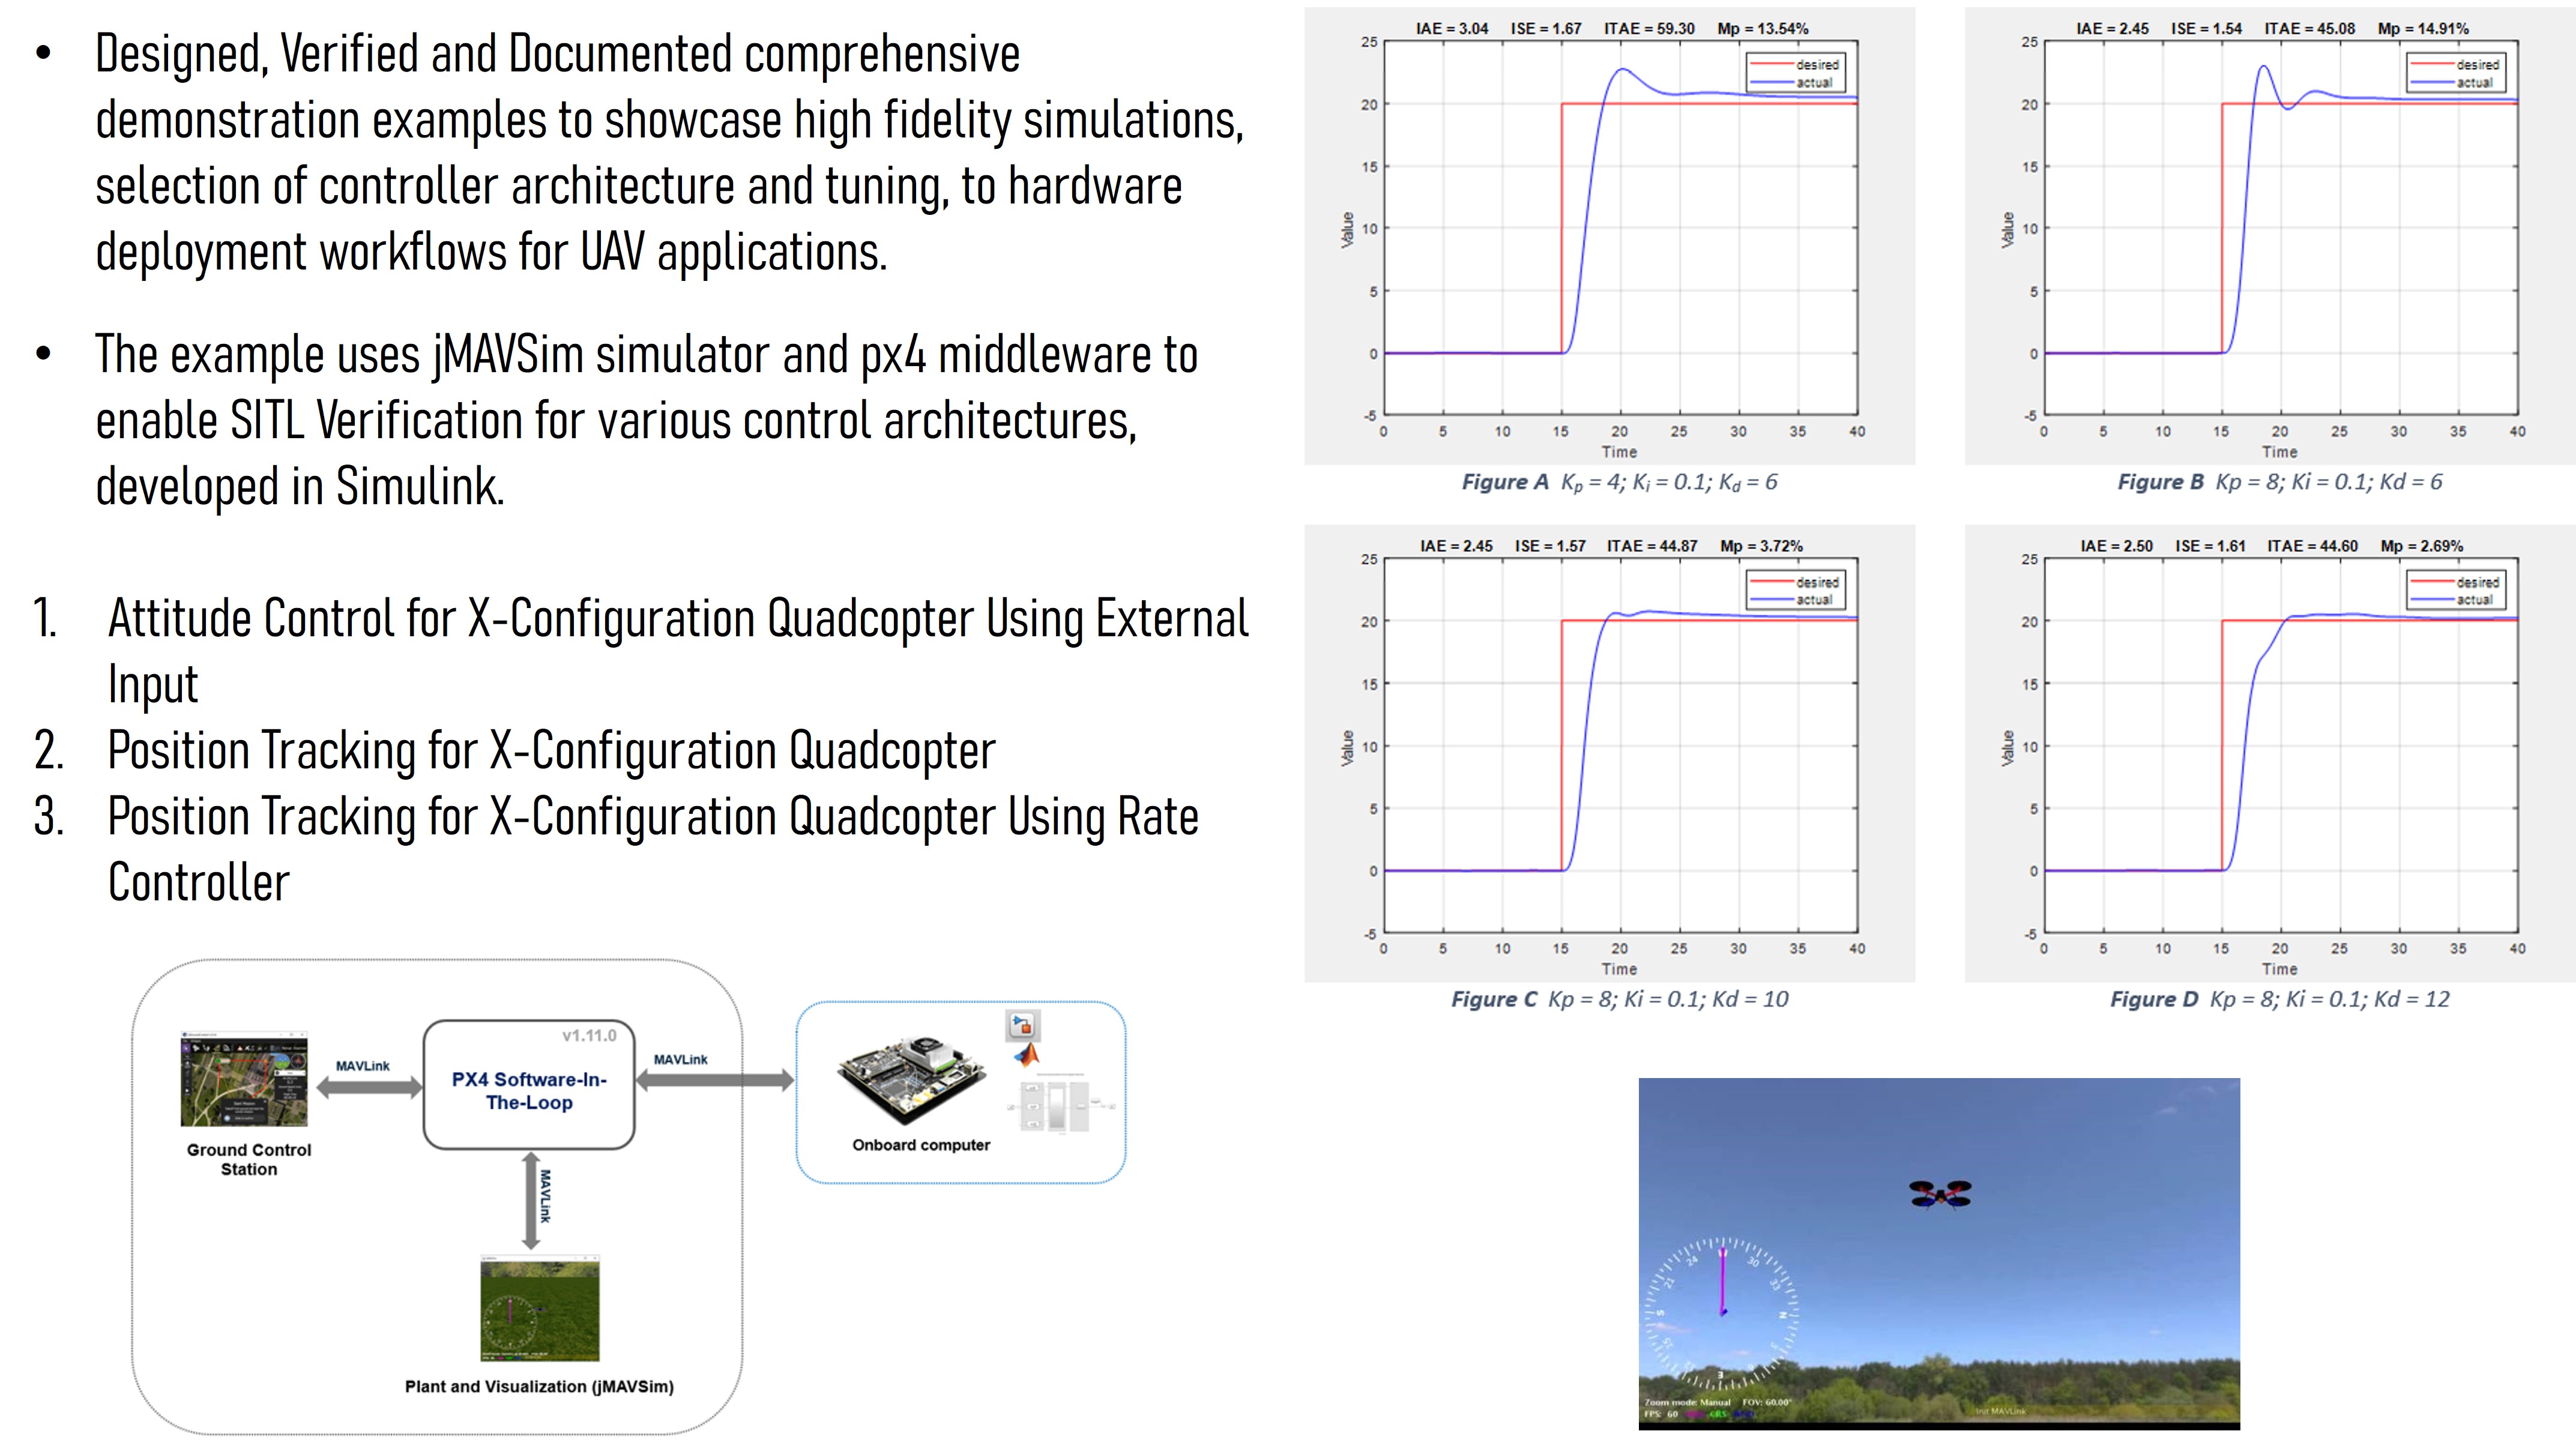 • Designed, Verified and Documented comprehensive
demonstration examples to showcase high fidelity simulations,
selection of controller architecture and tuning, to hardware
deployment workflows for UAV applications.
• The example uses jMAVSim simulator and px4 middleware to
enable SITL Verification for various control architectures,
developed in Simulink.
1. Attitude Control for X-Configuration Quadcopter Using External
Input
2. Position Tracking for X-Configuration Quadcopter
3. Position Tracking for X-Configuration Quadcopter Using Rate
Controller
v1.11.0
MAVLink
PX4 Software-In-
The-Loop
MAVLink
Ground Control
Station
MAVLink
Onboard computer
Plant and Visualization (jMAVSim)
IAE = 3.04 ISE = 1.67 ITAE = 59.30 Mp = 13.54%
25
20
15
10
5
0
-5
Value
desired
actual
0 5 10 15 20 25 30 35 40
Time
Figure A Kp = 4; Ki = 0.1; Kd = 6
IAE = 2.45 ISE = 1.54 ITAE = 45.08 Mp = 14.91%
25
20
15
10
5
0
-5
Value
desired
actual
0 5 10 15 20 25 30 35 40
Time
Figure B Kp = 8; Ki = 0.1; Kd = 6
IAE = 2.45 ISE = 1.57 ITAE = 44.87 Mp = 3.72%
25
20
15
10
5
0
-5
Value
desired
actual
0 5 10 15 20 25 30 35 40
Time
Figure C Kp = 8; Ki = 0.1; Kd = 10
IAE = 2.50 ISE = 1.61 ITAE = 44.60 Mp = 2.69%
25
20
15
10
5
0
-5
Value
desired
actual
0 5 10 15 20 25 30 35 40
Time
Figure D Kp = 8; Ki = 0.1; Kd = 12
24
30
21
33
S
N
15
12
E
Zoom mode: Manual FOV: 60.00°
FPS: 60 GRS
Init MAVLink